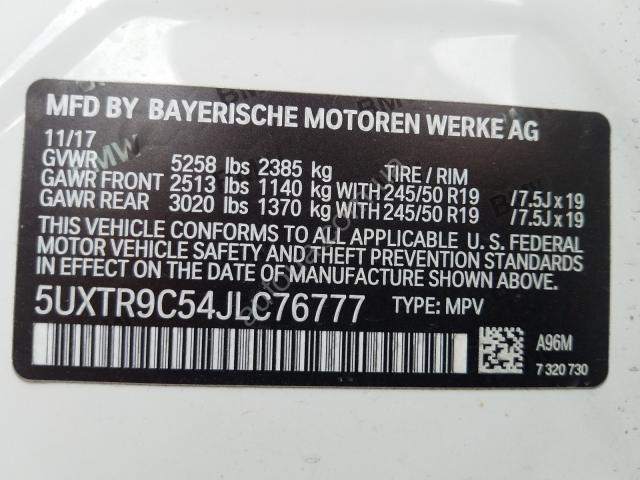 MFD BY BAYERISCHE MOTOREN WERKE AG
11/17
GVWR 5258 lbs 2385 kg TIRE / RIM
GAWR FRONT 2513 lbs 1140 kg WITH 245/50 R19 /7.5J x 19
GAWR REAR 3020 lbs 1370 kg WITH 245/50 R19 /7.5J x 19
THIS VEHICLE CONFORMS TO ALL APPLICABLE U. S. FEDERAL
MOTOR VEHICLE SAFETY AND THEFT PREVENTION STANDARDS
IN EFFECT ON THE DATE OF MANUFACTURE SHOWN ABOVE.
5UXTR9C54JLC76777 TYPE: MPV
A96M
7 320 730